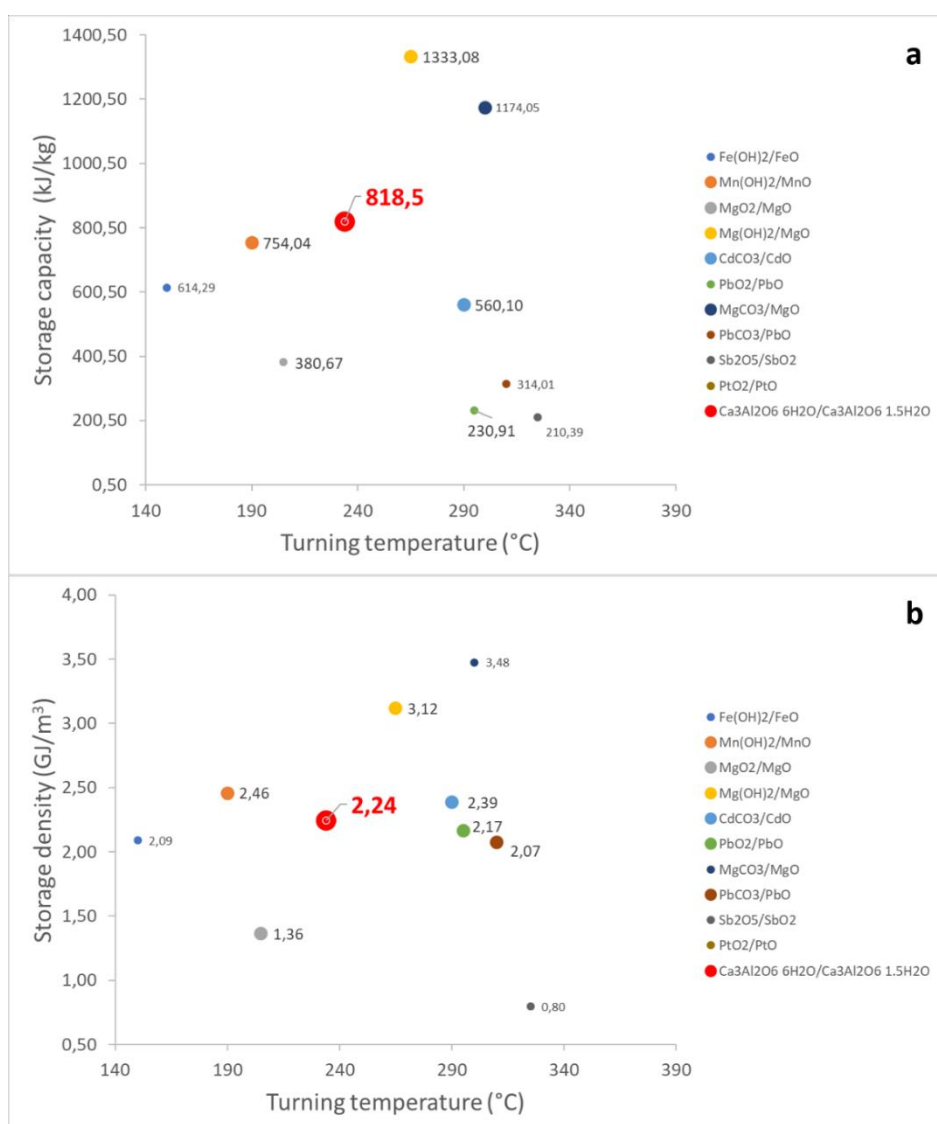 a
Storage capacity (kJ/kg)
1400,50
1200,50
1000,50
800,50
600,50
400,50
200,50
0,50
1333,08
1174,05
818,5
754,04
614,29
560,10
380,67
314,01
230,91
210,39
140
190
240
290
340
390
Turning temperature (°C)
Fe(OH)2/FeO
Mn(OH)2/MnO
MgO2/MgO
Mg(OH)2/MgO
CdCO3/CdO
PbO2/PbO
MgCO3/MgO
PbCO3/PbO
Sb2O5/SbO2
PtO2/PtO
Ca3Al2O6 6H2O/Ca3Al2O6 1.5H2O
b
Storage density (GJ/m³)
4,00
3,50
3,00
2,50
2,00
1,50
1,00
0,50
3,48
3,12
2,46
2,24
2,39
2,17
2,09
2,07
1,36
0,80
140
190
240
290
340
390
Turning temperature (°C)
Fe(OH)2/FeO
Mn(OH)2/MnO
MgO2/MgO
Mg(OH)2/MgO
CdCO3/CdO
PbO2/PbO
MgCO3/MgO
PbCO3/PbO
Sb2O5/SbO2
PtO2/PtO
Ca3Al2O6 6H2O/Ca3Al2O6 1.5H2O